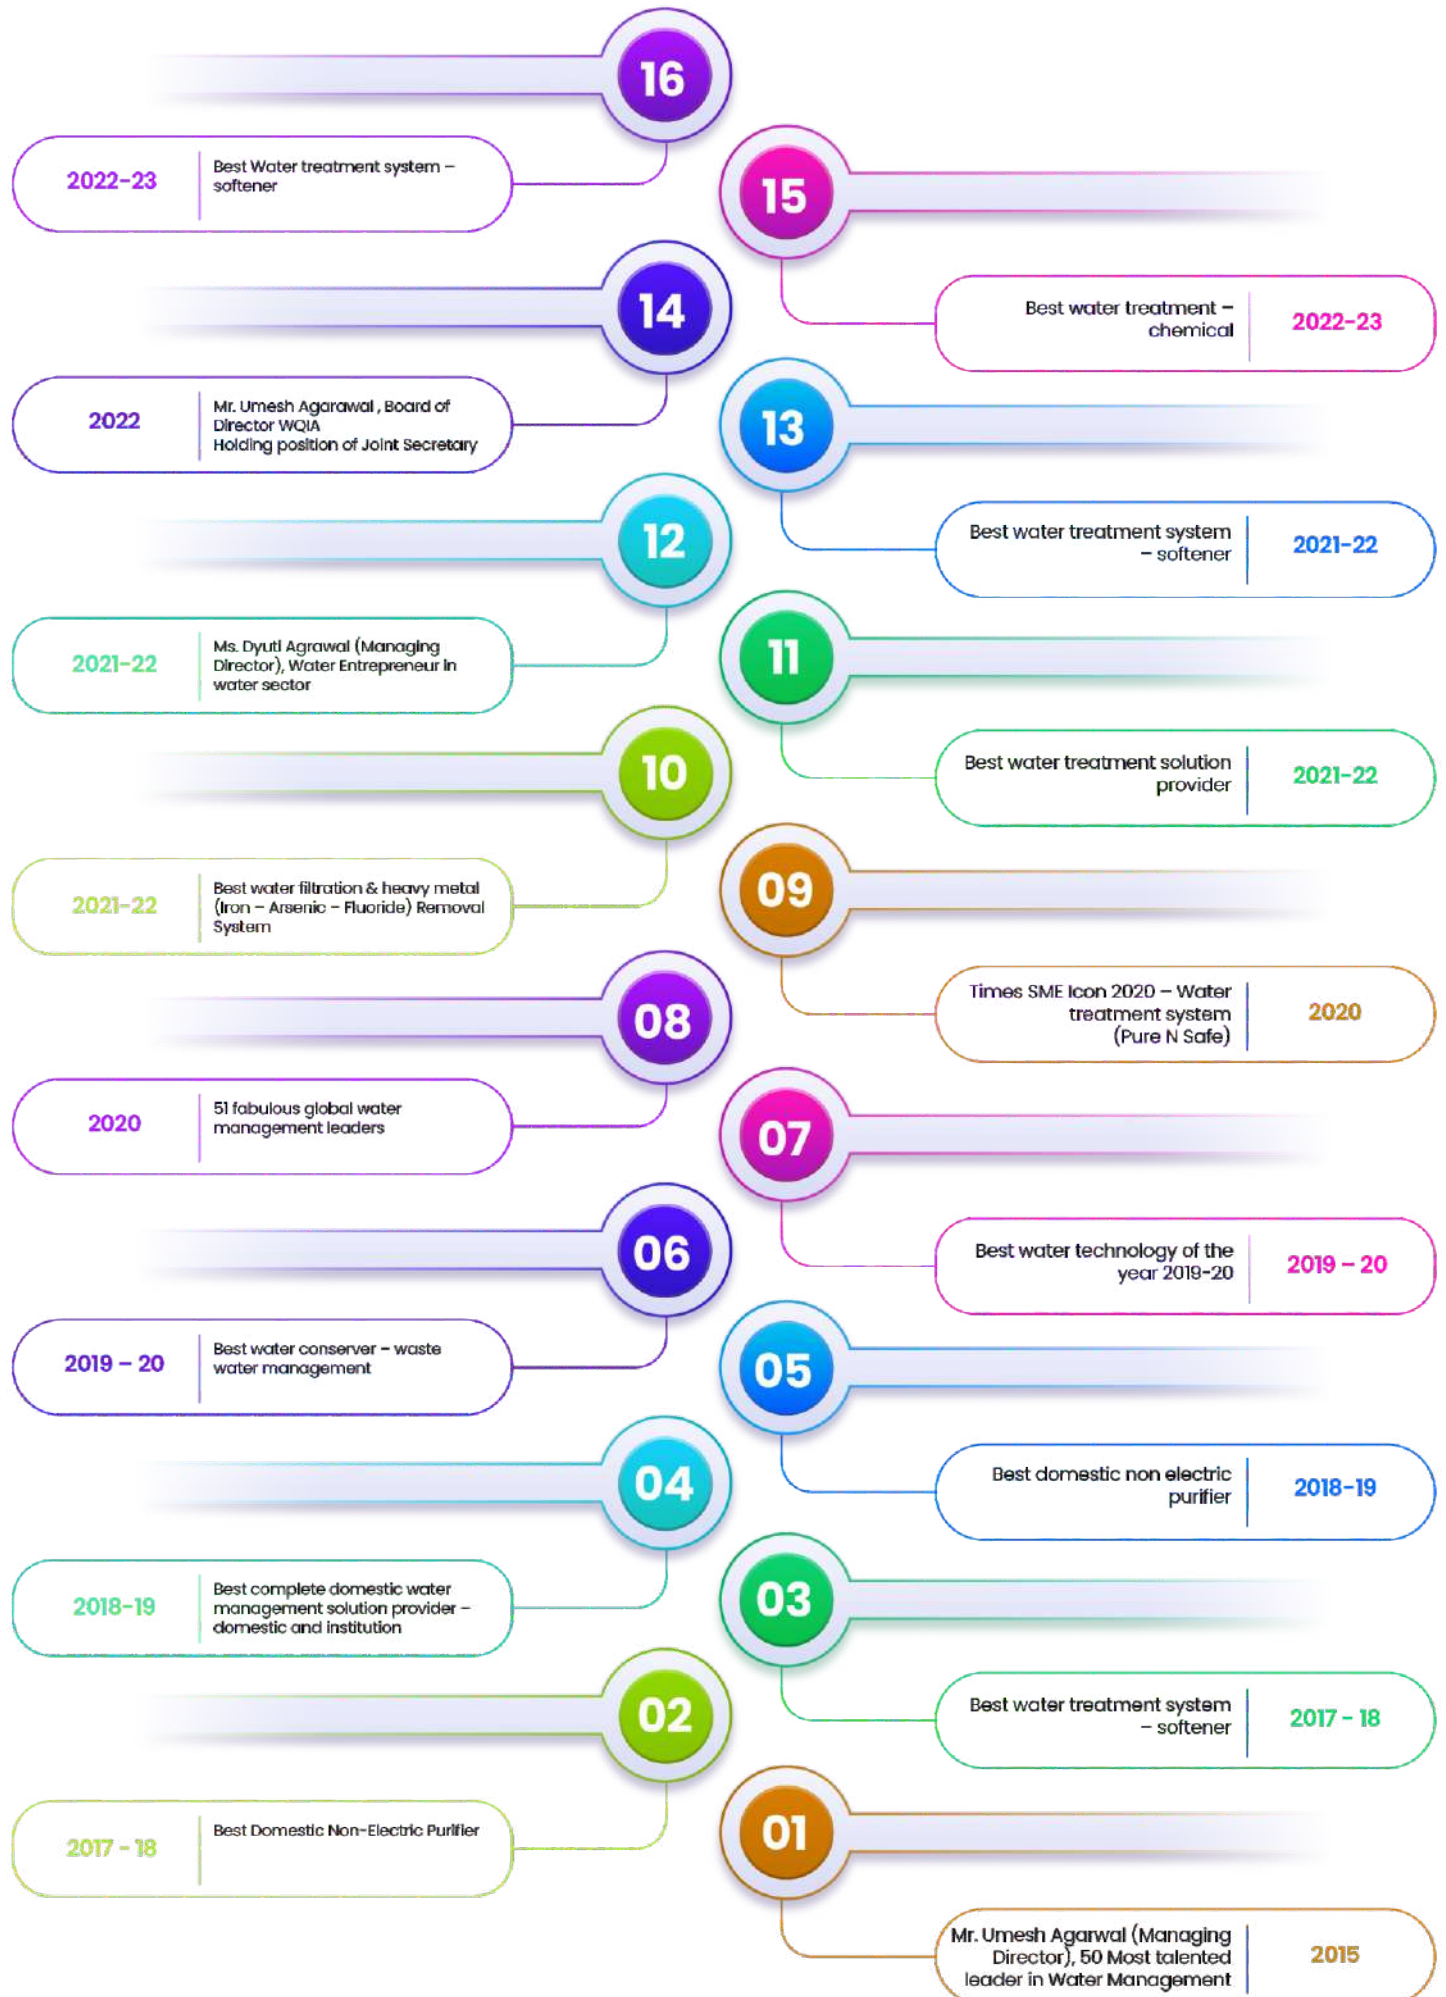 16
2022-23
Best Water treatment system –
softener
15
Best water treatment –
chemical
2022-23
14
2022
Mr. Umesh Agarawal , Board of
Director WQIA
Holding position of Joint Secretary
13
Best water treatment system
– softener
2021-22
12
2021-22
Ms. Dyuti Agrawal (Managing
Director), Water Entrepreneur in
water sector
11
Best water treatment solution
provider
2021-22
10
2021-22
Best water filtration & heavy metal
(Iron – Arsenic – Fluoride) Removal
System
09
Times SME Icon 2020 – Water
treatment system
(Pure N Safe)
2020
08
2020
51 fabulous global water
management leaders
07
Best water technology of the
year 2019-20
2019 – 20
06
2019 – 20
Best water conserver – waste
water management
05
Best domestic non electric
purifier
2018-19
04
2018-19
Best complete domestic water
management solution provider –
domestic and institution
03
Best water treatment system
– softener
2017 - 18
02
2017 - 18
Best Domestic Non-Electric Purifier
01
Mr. Umesh Agarwal (Managing
Director), 50 Most talented
leader in Water Management
2015